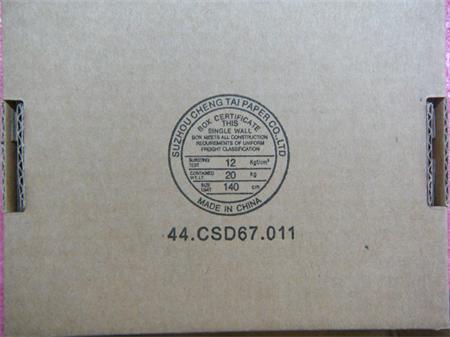 SUZHOU CHENG TAI PAPER CO.,LTD
BOX CERTIFICATE
THIS
SINGLE WALL
BOX MEETS ALL CONSTRUCTION
REQUIREMENTS OF UNIFORM
FREIGHT CLASSIFICATION
BURSTING TEST 12 Kgf/cm²
CONTAINED WT.LT. 20 kg
SIZE LIMIT 140 cm
MADE IN CHINA
44.CSD67.011